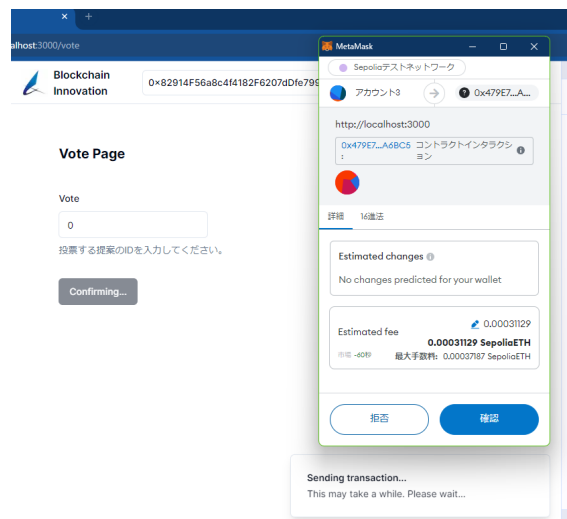 × +
alhost:3000/vote
Blockchain
Innovation
0×82914F56a8c4f4182F6207dDfe799
Vote Page
Vote
0
投票する提案のIDを入力してください。
Confirming...
MetaMask
Sepoliaテストネットワーク
アカウント3
0x479E7...A...
http://localhost:3000
0x479E7...A6BC5
:
コントラクトインタラクシ
ョン
詳細 16進法
Estimated changes
No changes predicted for your wallet
Estimated fee
0.00031129
0.00031129 SepoliaETH
市場 -60秒 最大手数料: 0.00037187 SepoliaETH
拒否 確認
Sending transaction...
This may take a while. Please wait...